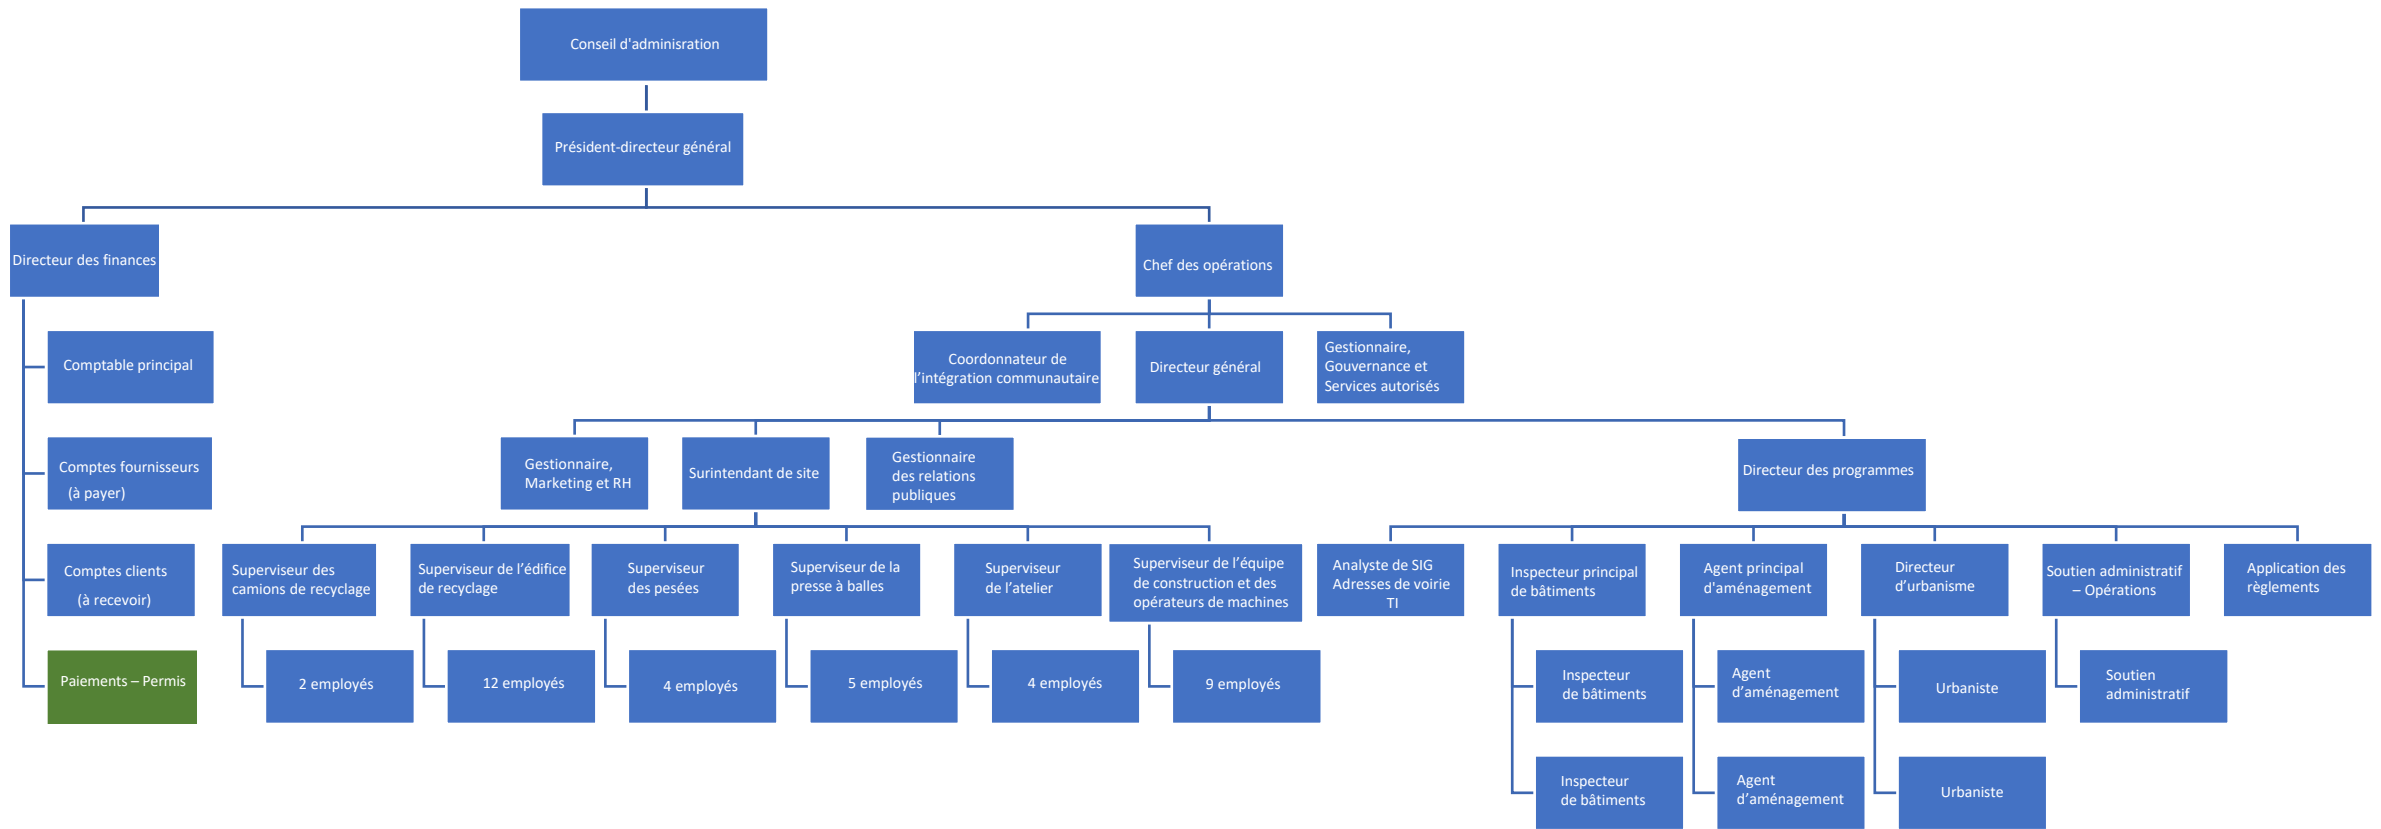 Conseil d'adminisration
Président-directeur général
Directeur des finances
Chef des opérations
Comptable principal
Coordonnateur de
l’intégration communautaire
Directeur général
Gestionnaire,
Gouvernance et
Services autorisés
Comptes fournisseurs
(à payer)
Gestionnaire,
Marketing et RH
Surintendant de site
Gestionnaire
des relations
publiques
Directeur des programmes
Comptes clients
(à recevoir)
Superviseur des
camions de recyclage
Superviseur de l’édifice
de recyclage
Superviseur
des pesées
Superviseur de la
presse à balles
Superviseur
de l’atelier
Superviseur de l’équipe
de construction et des
opérateurs de machines
Analyste de SIG
Adresses de voirie
TI
Inspecteur principal
de bâtiments
Agent principal
d'aménagement
Directeur
d’urbanisme
Soutien administratif
– Opérations
Application des
règlements
Paiements – Permis
2 employés
12 employés
4 employés
5 employés
4 employés
9 employés
Inspecteur
de bâtiments
Agent
d’aménagement
Urbaniste
Soutien
administratif
Inspecteur
de bâtiments
Agent
d’aménagement
Urbaniste